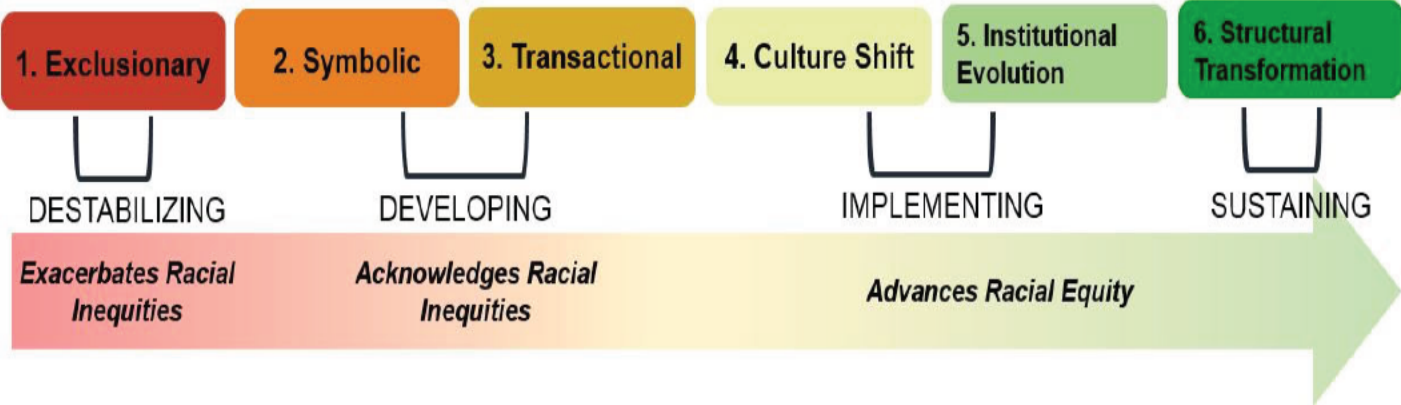 1. Exclusionary
2. Symbolic
3. Transactional
4. Culture Shift
5. Institutional
Evolution
6. Structural
Transformation
DESTABILIZING
DEVELOPING
IMPLEMENTING
SUSTAINING
Exacerbates Racial
Inequities
Acknowledges Racial
Inequities
Advances Racial Equity